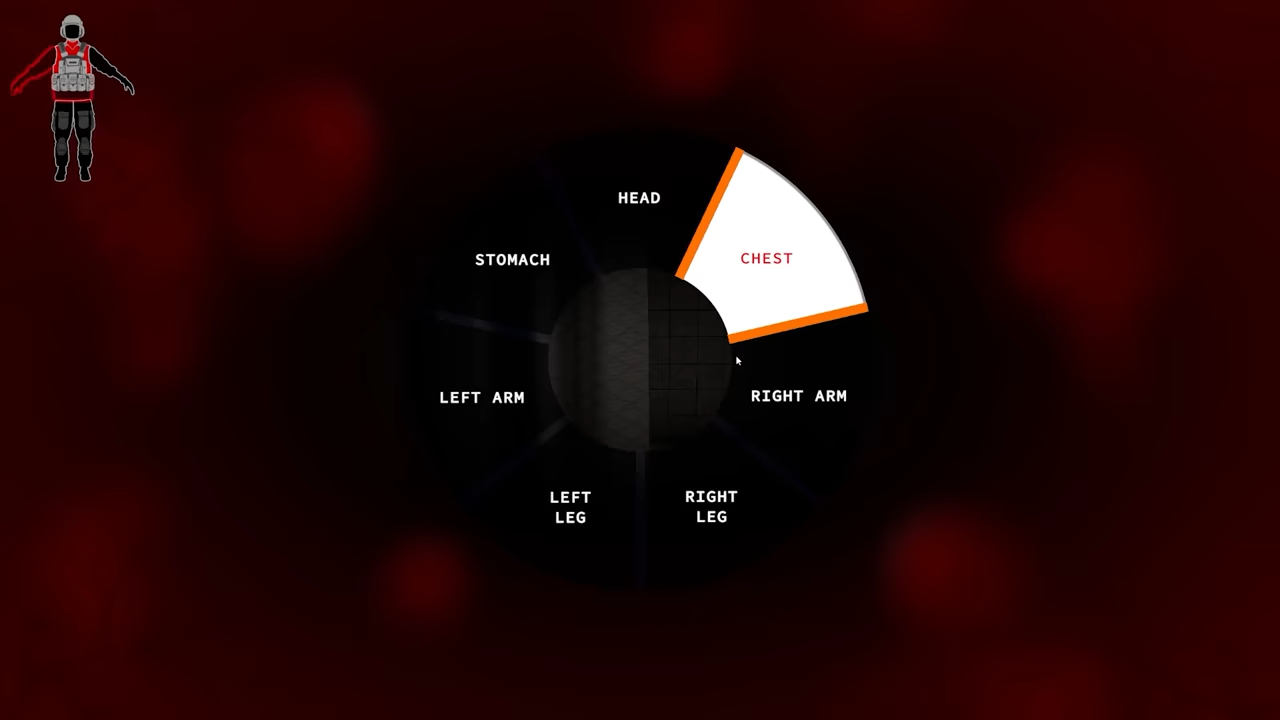 HEAD
STOMACH
CHEST
LEFT ARM
RIGHT ARM
LEFT
LEG
RIGHT
LEG